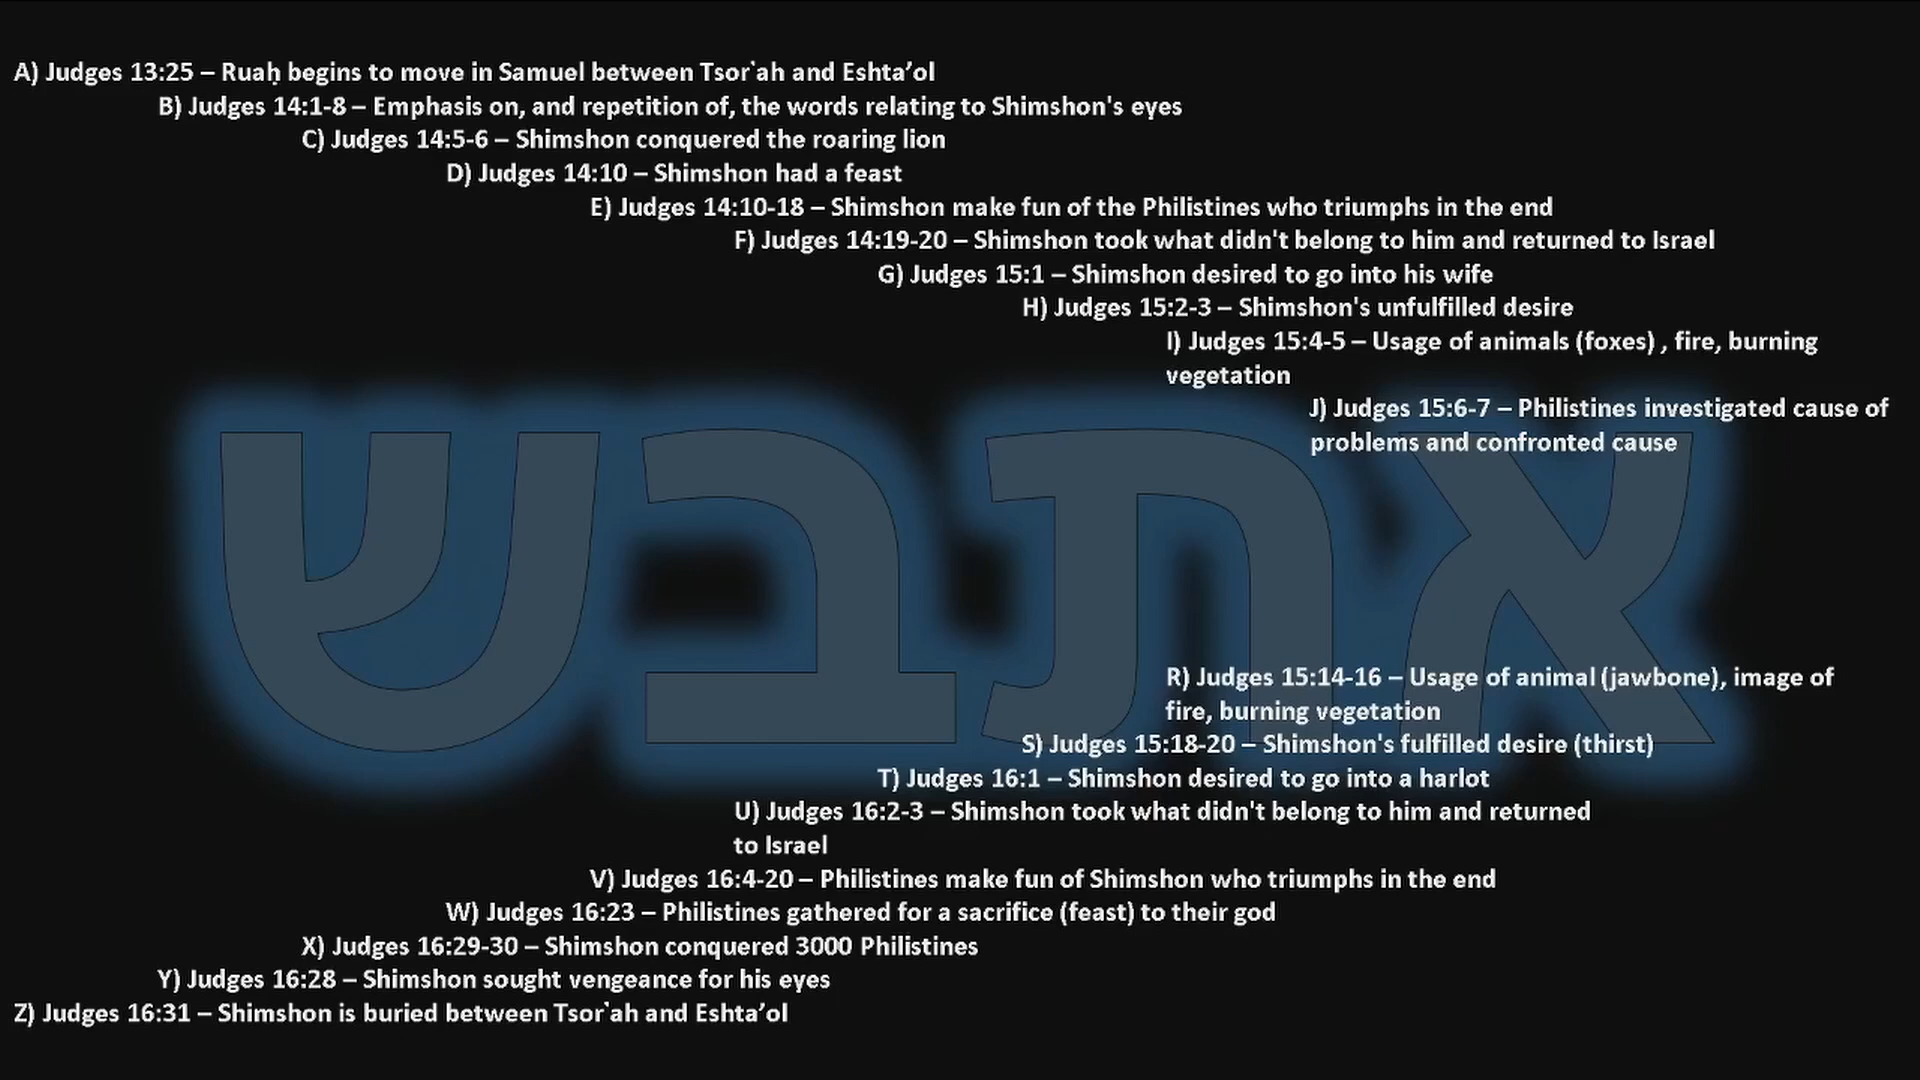 A) Judges 13:25 – Ruaḥ begins to move in Samuel between Tsor`ah and Eshta’ol
B) Judges 14:1-8 – Emphasis on, and repetition of, the words relating to Shimshon's eyes
C) Judges 14:5-6 – Shimshon conquered the roaring lion
D) Judges 14:10 – Shimshon had a feast
E) Judges 14:10-18 – Shimshon make fun of the Philistines who triumphs in the end
F) Judges 14:19-20 – Shimshon took what didn't belong to him and returned to Israel
G) Judges 15:1 – Shimshon desired to go into his wife
H) Judges 15:2-3 – Shimshon's unfulfilled desire
I) Judges 15:4-5 – Usage of animals (foxes) , fire, burning
vegetation
J) Judges 15:6-7 – Philistines investigated cause of
problems and confronted cause
אתבש
R) Judges 15:14-16 – Usage of animal (jawbone), image of
fire, burning vegetation
S) Judges 15:18-20 – Shimshon's fulfilled desire (thirst)
T) Judges 16:1 – Shimshon desired to go into a harlot
U) Judges 16:2-3 – Shimshon took what didn't belong to him and returned
to Israel
V) Judges 16:4-20 – Philistines make fun of Shimshon who triumphs in the end
W) Judges 16:23 – Philistines gathered for a sacrifice (feast) to their god
X) Judges 16:29-30 – Shimshon conquered 3000 Philistines
Y) Judges 16:28 – Shimshon sought vengeance for his eyes
Z) Judges 16:31 – Shimshon is buried between Tsor`ah and Eshta’ol